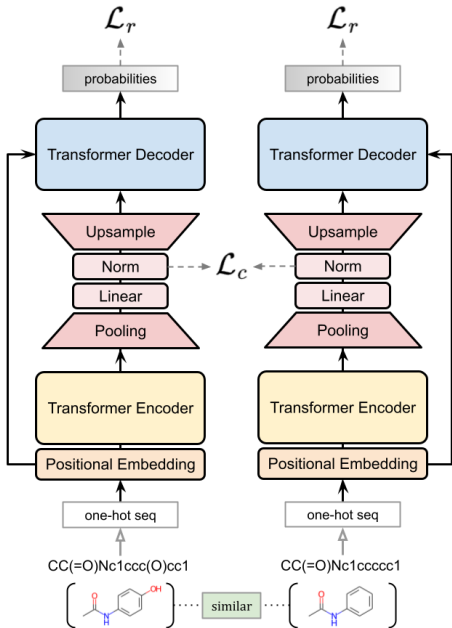 ℒr ℒr
probabilities probabilities
Transformer Decoder Transformer Decoder
Upsample Upsample
Norm ℒc Norm
Linear Linear
Pooling Pooling
Transformer Encoder Transformer Encoder
Positional Embedding Positional Embedding
one-hot seq one-hot seq
CC(=O)Nc1ccc(O)cc1 CC(=O)Nc1ccccc1
O OH NH similar O NH